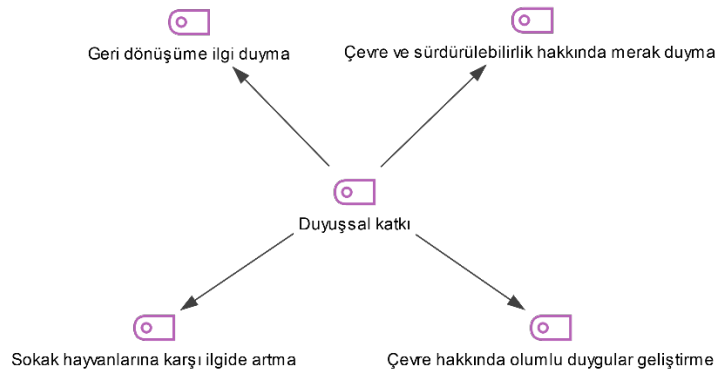 Geri dönüşüme ilgi duyma
Çevre ve sürdürülebilirlik hakkında merak duyma
Duyuşsal katkı
Sokak hayvanlarına karşı ilgide artma
Çevre hakkında olumlu duygular geliştirme